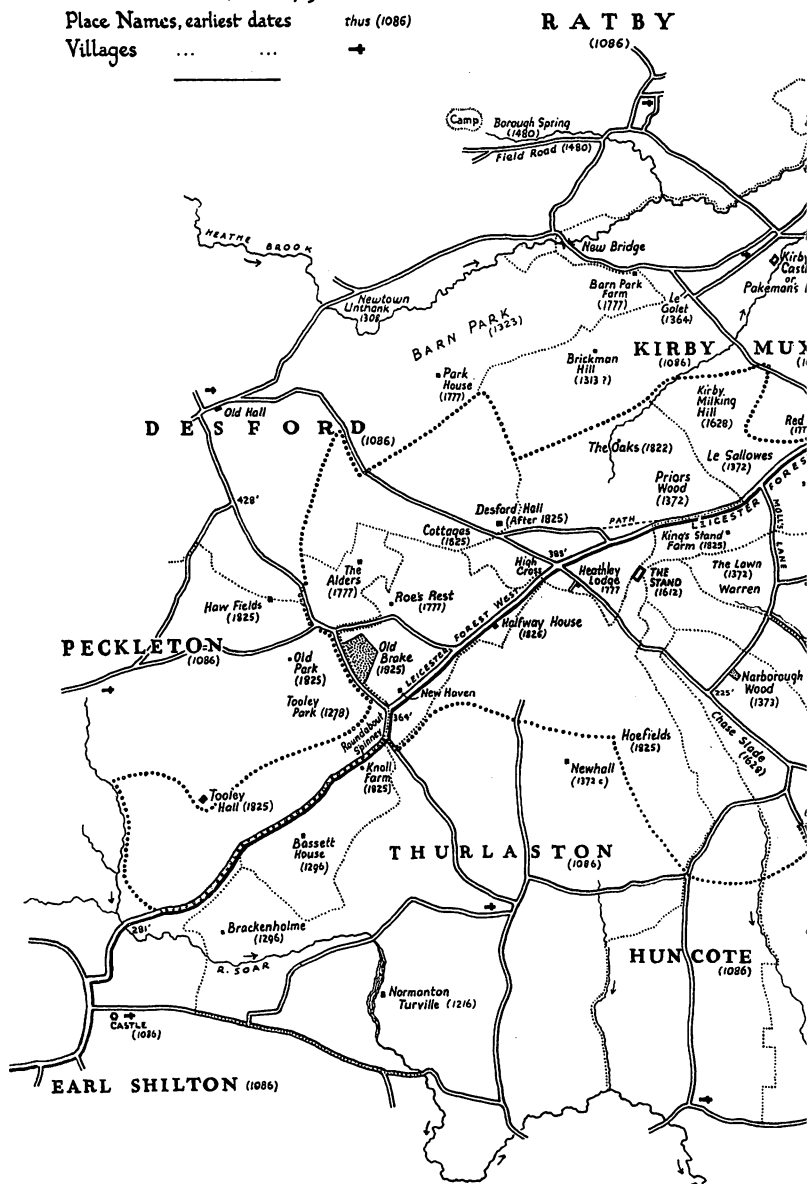 Place Names, earliest dates thus (1086)
Villages ... ...
RATBY
(1086)
Camp
Borough Spring
(1480)
Field Road (1480)
HEATHE BROOK
New Bridge
Newtown
Unthank
1308
Barn Park
Farm
(1777)
Le
Golet
(1364)
Kirby
or
Pakeman's
BARN PARK
(1323)
Brickman
Hill
(1313 ?)
KIRBY
(1086)
Park
House
(1777)
Kirby
Milking
Hill
(1628)
Red
Old Hall
DESFORD
(1086)
The Oaks (1822)
Le Sallowes
(1372)
Priors
Wood
(1372)
428'
Desford Hall
(After 1825)
Cottages
(1825)
PATH
LEICESTER
King's Stand
Farm (1825)
MOLLS
LANE
385'
High
Cross
The
Alders
(1777)
Heathley
Lodge
1777
THE
STAND
(1612)
The Lawn
(1372)
Warren
Roe's Rest
(1777)
Haw Fields
(1825)
LEICESTER FOREST WEST
Halfway House
(1826)
PECKLETON
(1086)
Old
Park
(1825)
Old
Brake
(1825)
New Haven
Narborough
Wood
(1373)
225'
Tooley
Park (1278)
364'
Roundabout
Spinney
Hoefields
(1825)
Chase Slade
(1628)
Knoll
Farm
(1825)
Newhall
(1372 c)
Tooley
Hall (1825)
Bassett
House
(1296)
THURLASTON
(1086)
Brackenholme
(1296)
281'
R. SOAR
HUNCOTE
(1086)
Normanton
Turville (1216)
CASTLE
(1086)
EARL SHILTON (1086)